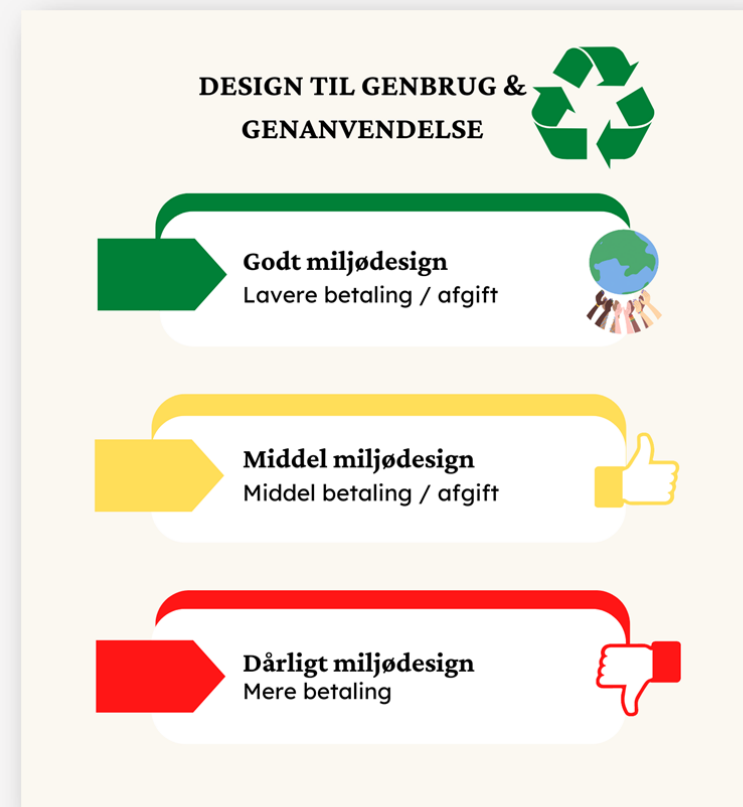 DESIGN TIL GENBRUG &
GENANVENDELSE
Godt miljødesign
Lavere betaling / afgift
Middel miljødesign
Middel betaling / afgift
Dårligt miljødesign
Mere betaling